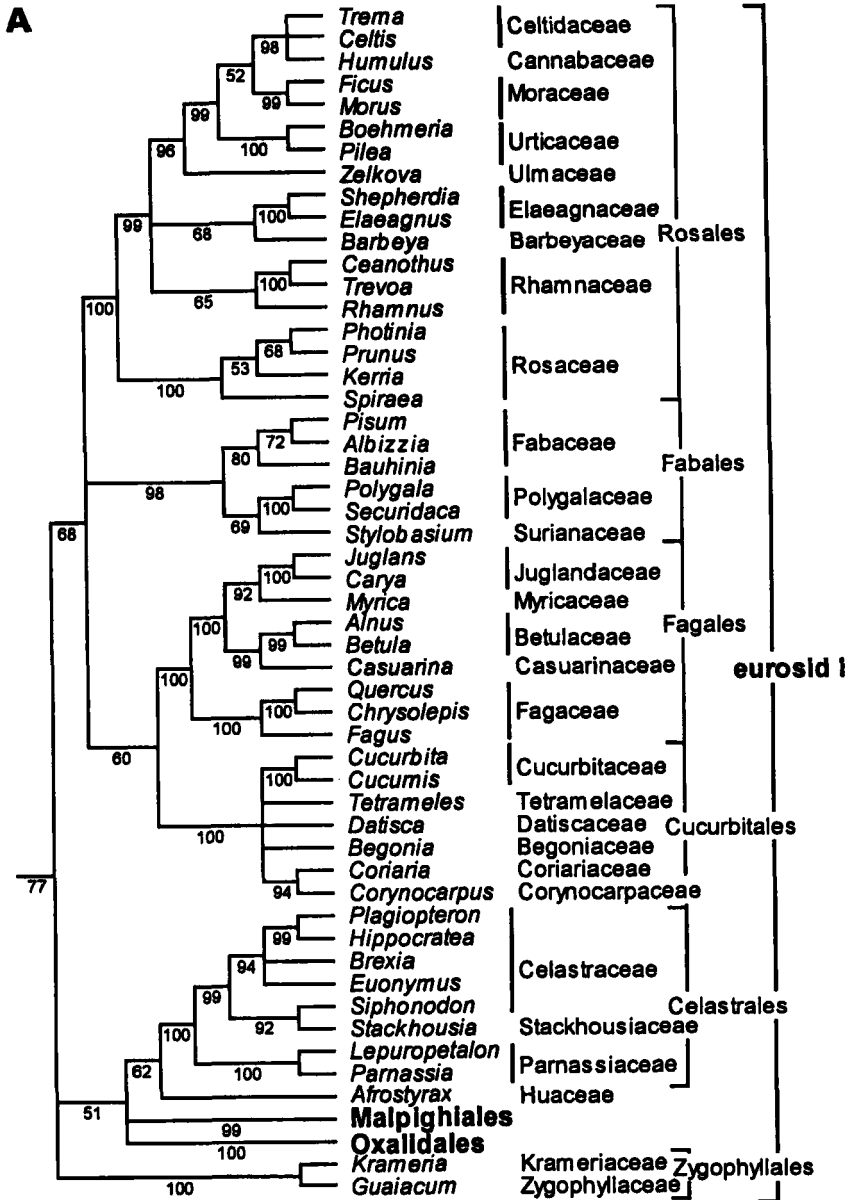 A
Trema
Celtis
Celtidaceae
98
Humulus
Cannabaceae
52
Ficus
Morus
Moraceae
99
99
Boehmeria
Pilea
Urticaceae
100
96
Zelkova
Ulmaceae
Shepherdia
Elaeagnus
Elaeagnaceae
100
99
68
Barbeya
Barbeyaceae
Rosales
Ceanothus
Trevoa
Rhamnaceae
100
65
Rhamnus
100
Photinia
Prunus
68
53
Kerria
Rosaceae
100
Spiraea
Pisum
Albizzia
Fabaceae
72
80
Bauhinia
Fabales
98
Polygala
Securidaca
Polygalaceae
100
69
Stylobasium
Surianaceae
68
Juglans
Carya
Juglandaceae
100
92
Myrica
Myricaceae
100
Alnus
Betula
Betulaceae
Fagales
99
99
Casuarina
Casuarinaceae
eurosid I
100
Quercus
Chrysolepis
Fagaceae
100
100
Fagus
60
Cucurbita
Cucumis
Cucurbitaceae
100
Tetrameles
Tetramelaceae
Datisca
Datiscaceae
Cucurbitales
100
Begonia
Begoniaceae
Coriaria
Coriariaceae
94
Corynocarpus
Corynocarpaceae
77
Plagiopteron
Hippocratea
99
94
Brexia
Celastraceae
Euonymus
99
Siphonodon
Celastrales
92
Stackhousia
Stackhousiaceae
100
Lepuropetalon
Parnassia
Parnassiaceae
62
100
Afrostyrax
Huaceae
51
Malpighiales
99
Oxalidales
100
Krameria
Krameriaceae
Zygophyllales
Guaiacum
Zygophyllaceae
100